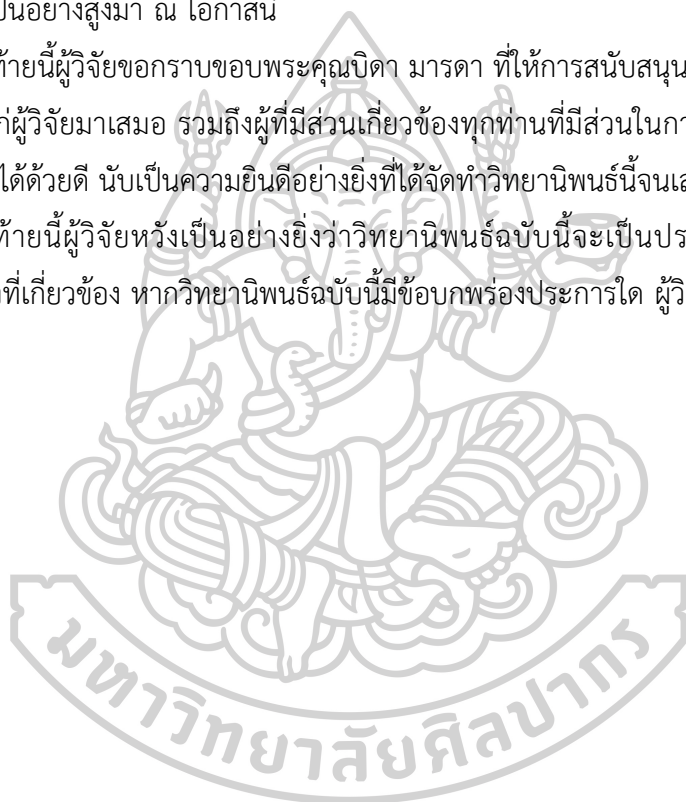 ป็นอย่างสูงมา ณ โอกาสนี้
ท้ายนี้ผู้วิจัยขอกราบขอบพระคุณบิดา มารดา ที่ให้การสนับสนุน
ผู้วิจัยมาเสมอ รวมถึงผู้ที่มีส่วนเกี่ยวข้องทุกท่านที่มีส่วนในกา
ได้ด้วยดี นับเป็นความยินดีอย่างยิ่งที่ได้จัดทำวิทยานิพนธ์นี้จนเส
ท้ายนี้ผู้วิจัยหวังเป็นอย่างยิ่งว่าวิทยานิพนธ์ฉบับนี้จะเป็นประ
ที่เกี่ยวข้อง หากวิทยานิพนธ์ฉบับนี้มีข้อบกพร่องประการใด ผู้วิ
มหาวิทยาลัยศิลปากร